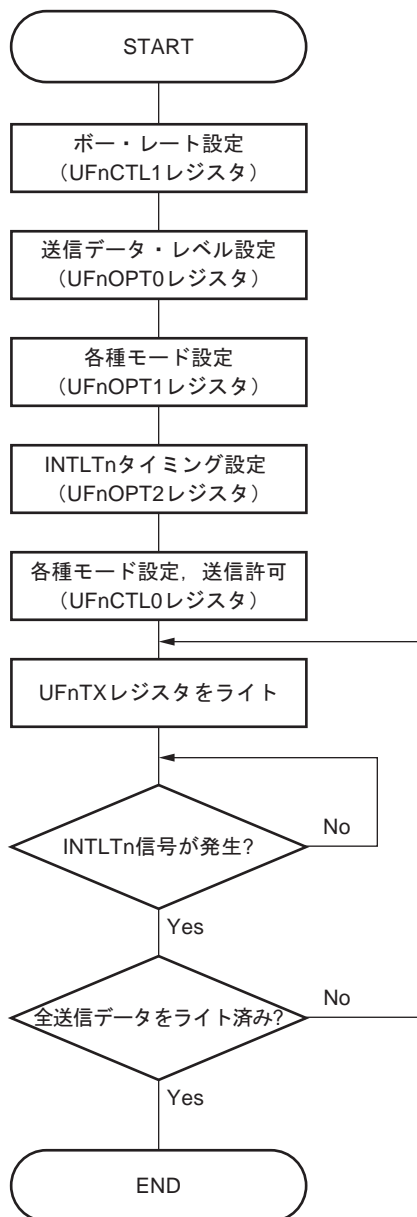 START
ボー・レート設定
（UFnCTL1レジスタ）
送信データ・レベル設定
（UFnOPT0レジスタ）
各種モード設定
（UFnOPT1レジスタ）
INTLTnタイミング設定
（UFnOPT2レジスタ）
各種モード設定，送信許可
（UFnCTL0レジスタ）
UFnTXレジスタをライト
No
INTLTn信号が発生?
Yes
No
全送信データをライト済み?
Yes
END